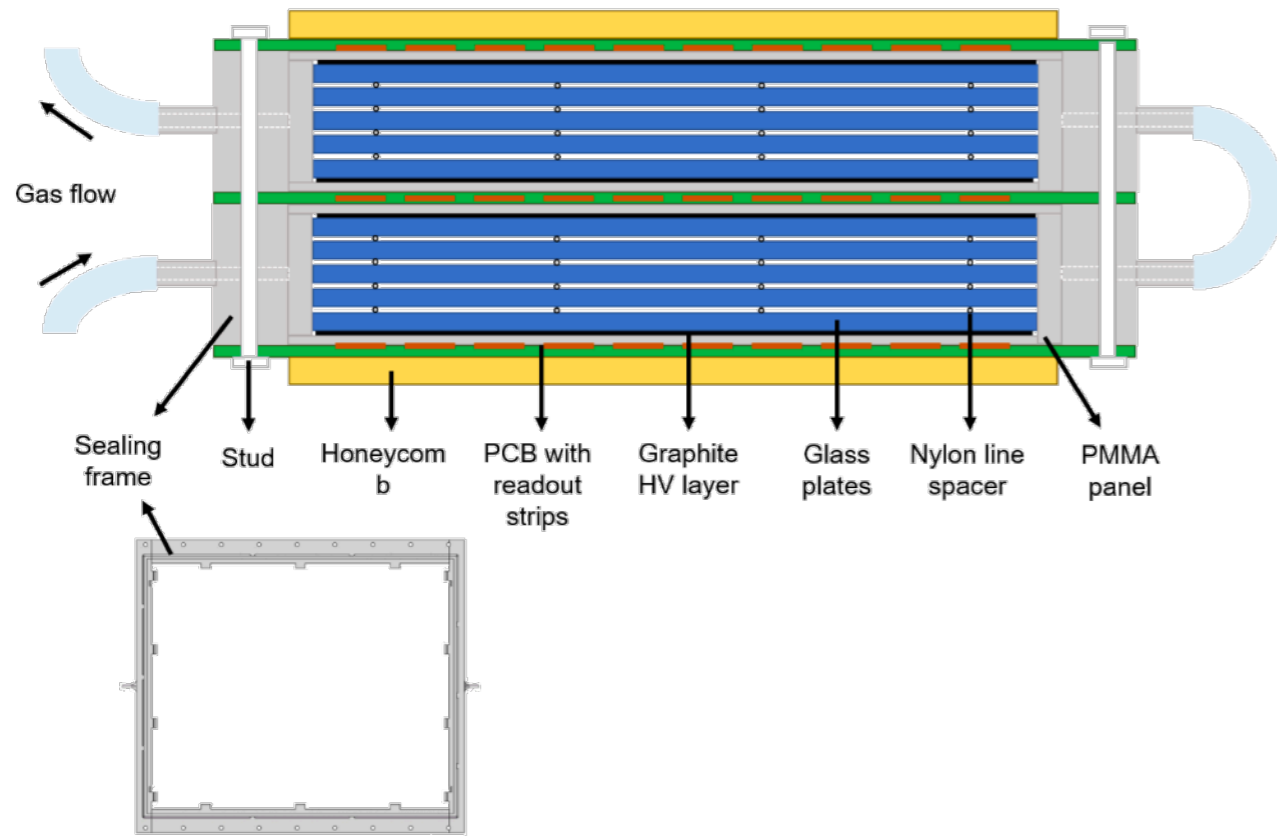 Gas flow
Sealing
frame
Stud
Honeycom
b
PCB with
readout
strips
Graphite
HV layer
Glass
plates
Nylon line
spacer
PMMA
panel